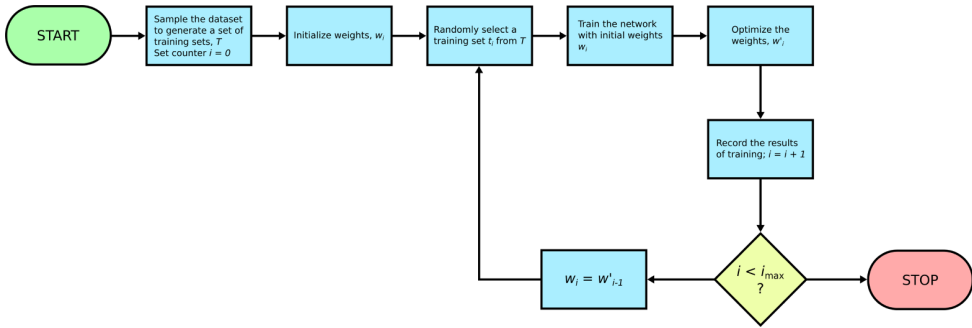 START
Sample the dataset
to generate a set of
training sets, T
Set counter i = 0
Initialize weights, wᵢ
Randomly select a
training set tᵢ from T
Train the network
with initial weights
wᵢ
Optimize the
weights, w'ᵢ
Record the results
of training; i = i + 1
i < iₘₐₓ
?
wᵢ = w'ᵢ₋₁
STOP